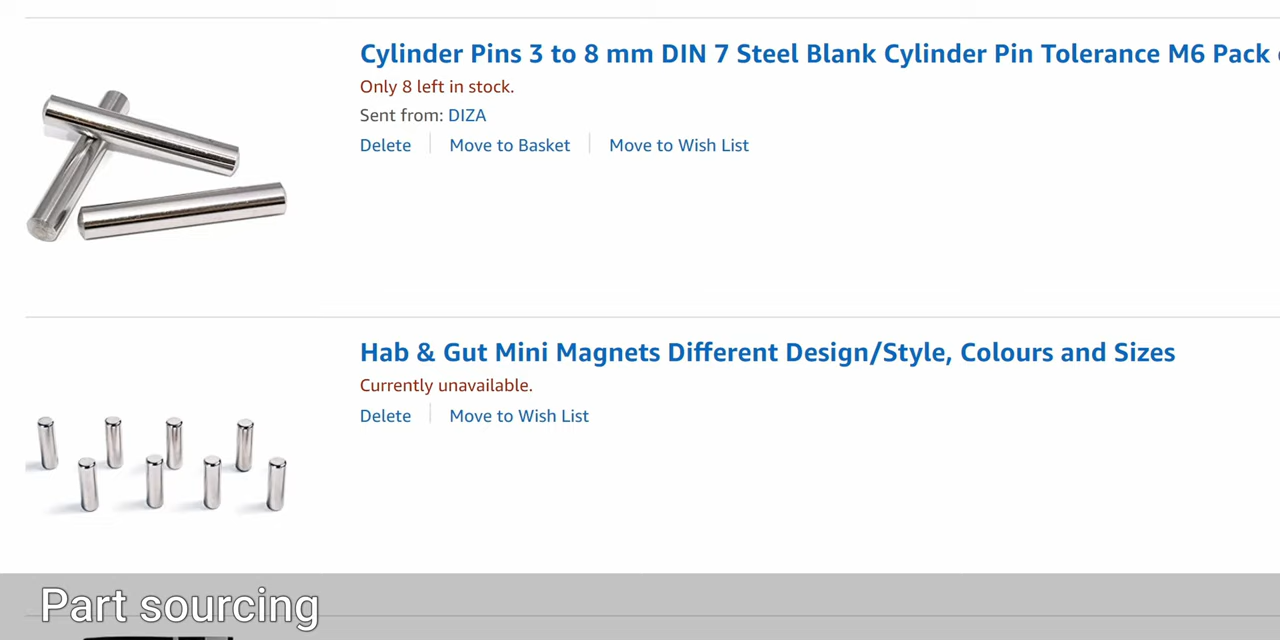 Cylinder Pins 3 to 8 mm DIN 7 Steel Blank Cylinder Pin Tolerance M6 Pack
Only 8 left in stock.
Sent from: DIZA
Delete
Move to Basket
Move to Wish List
Hab & Gut Mini Magnets Different Design/Style, Colours and Sizes
Currently unavailable.
Delete
Move to Wish List
Part sourcing